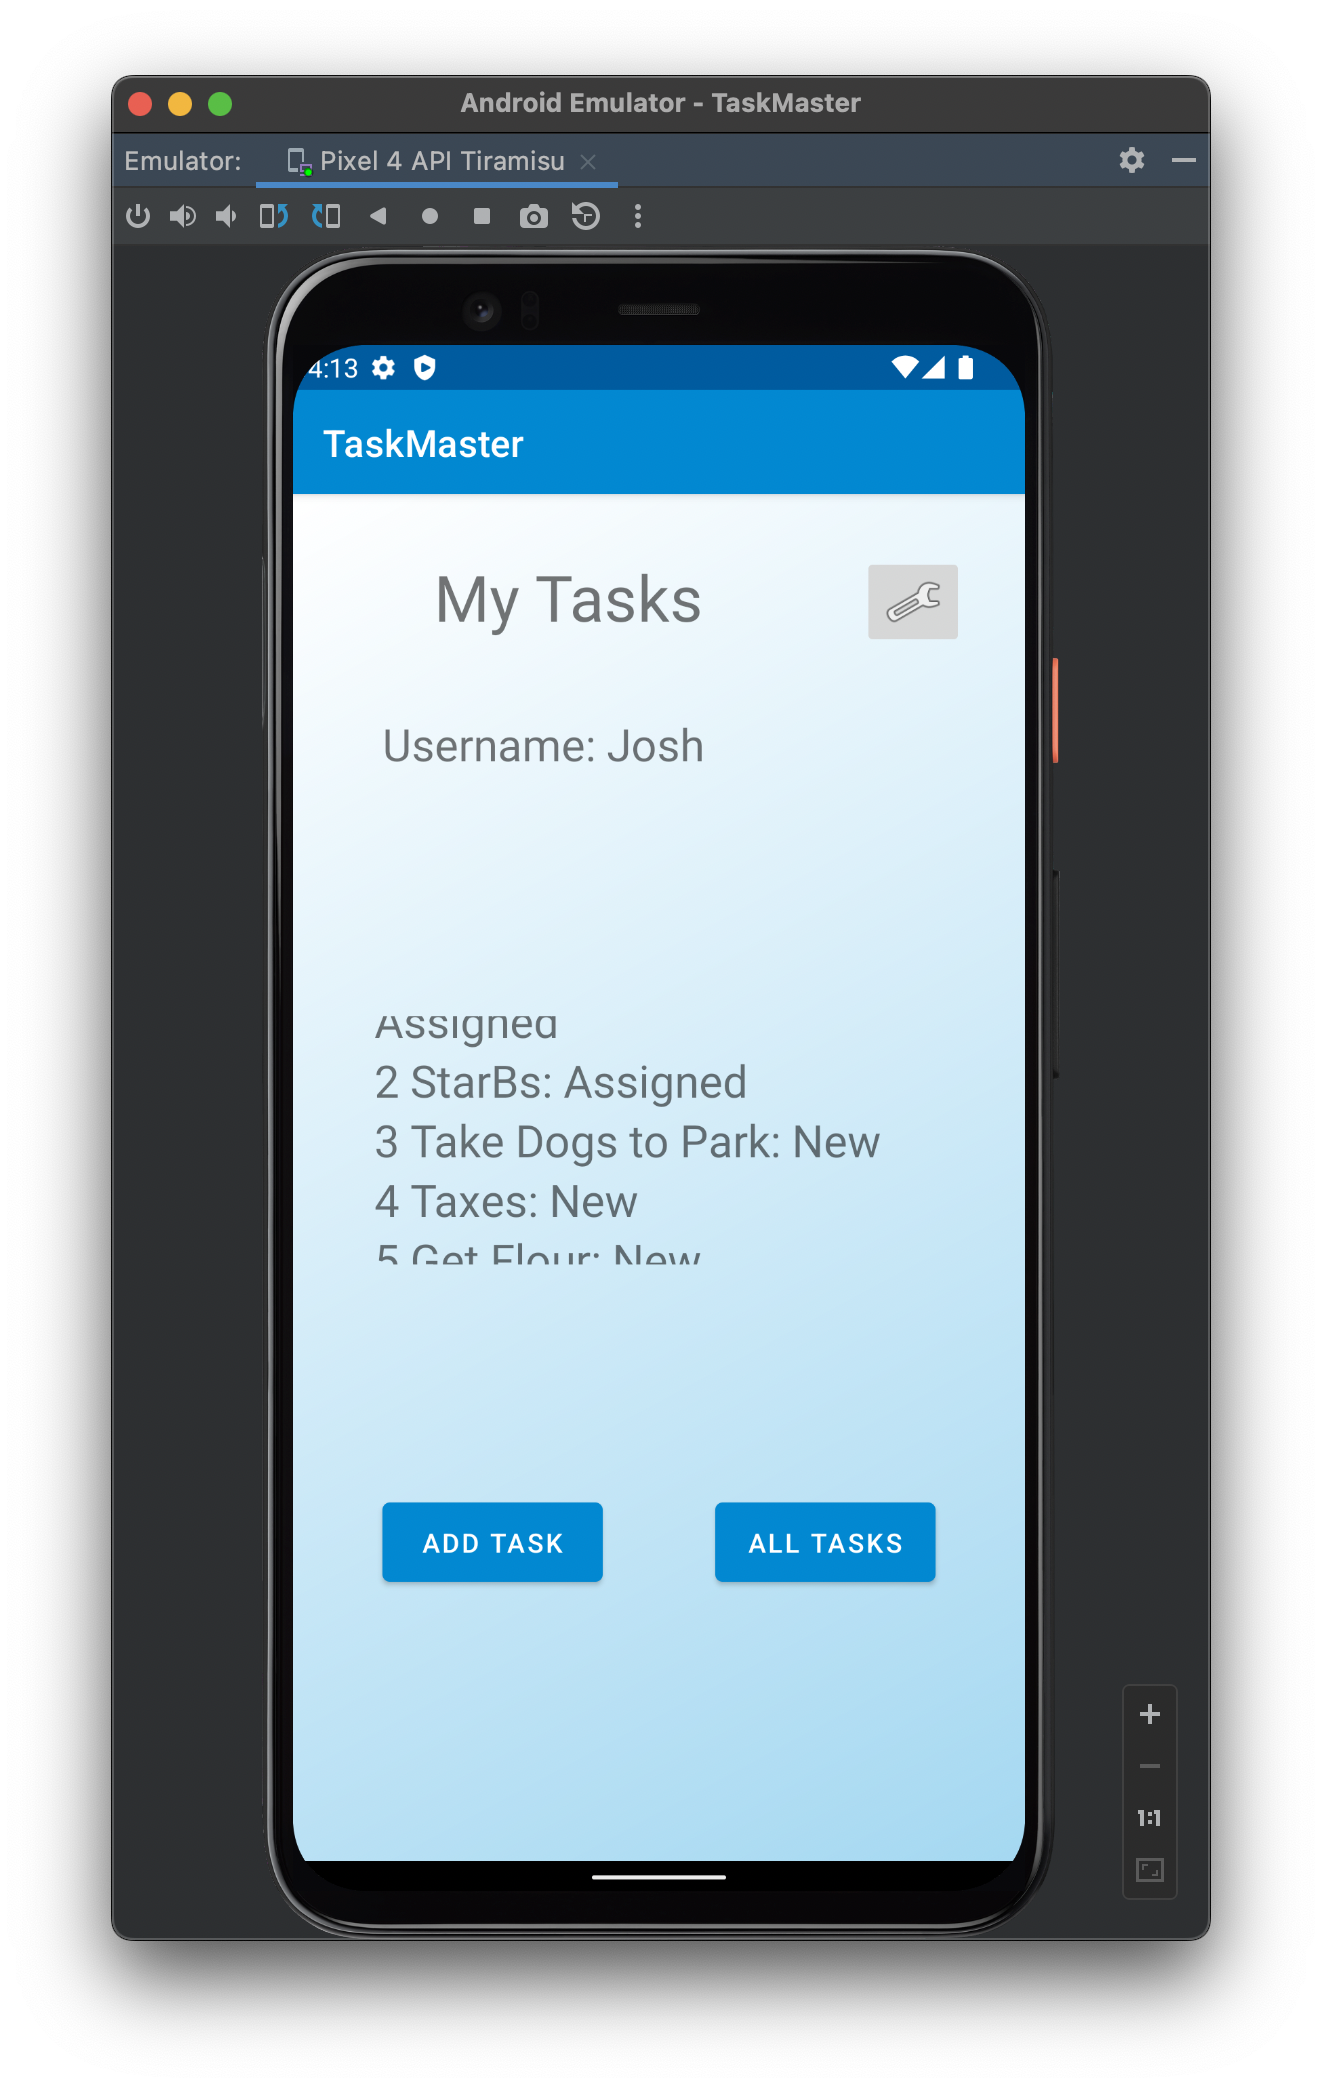 Android Emulator - TaskMaster
Emulator: Pixel 4 API Tiramisu
4:13
TaskMaster
My Tasks
Username: Josh
Assigned
2 StarBs: Assigned
3 Take Dogs to Park: New
4 Taxes: New
5 Get Flour: New
ADD TASK
ALL TASKS
1:1